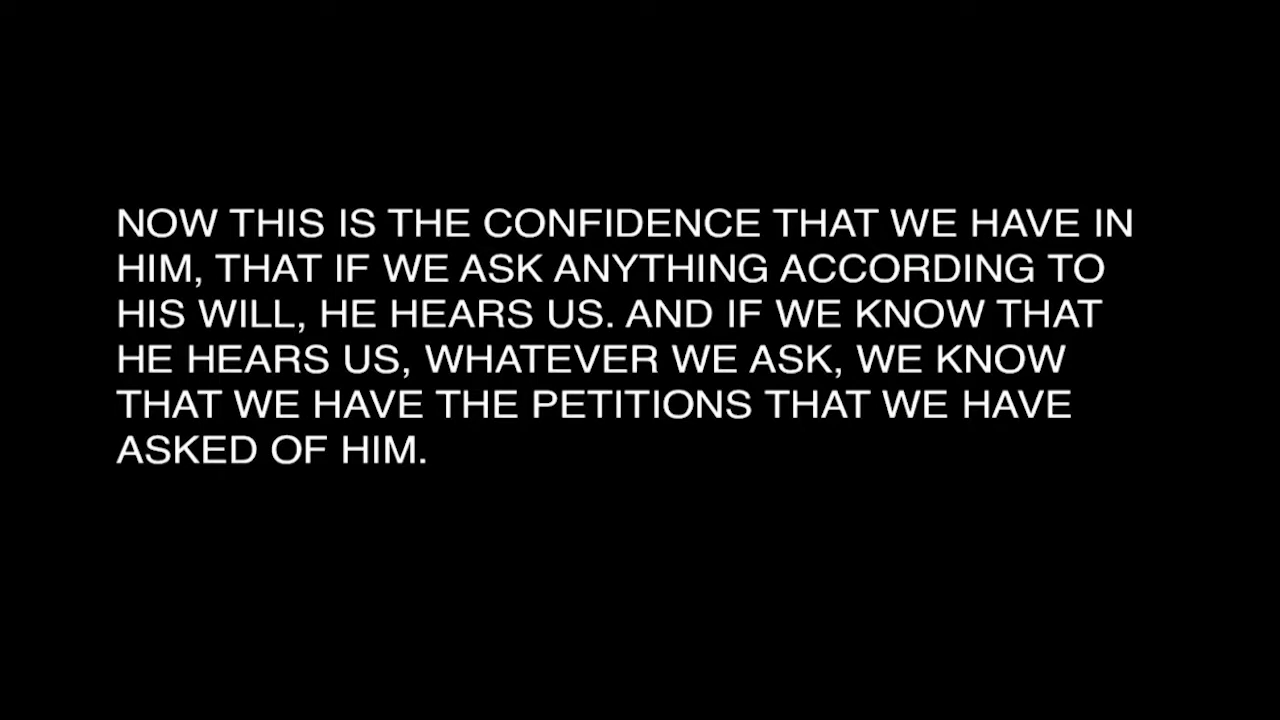 NOW THIS IS THE CONFIDENCE THAT WE HAVE IN
HIM, THAT IF WE ASK ANYTHING ACCORDING TO
HIS WILL, HE HEARS US. AND IF WE KNOW THAT
HE HEARS US, WHATEVER WE ASK, WE KNOW
THAT WE HAVE THE PETITIONS THAT WE HAVE
ASKED OF HIM.